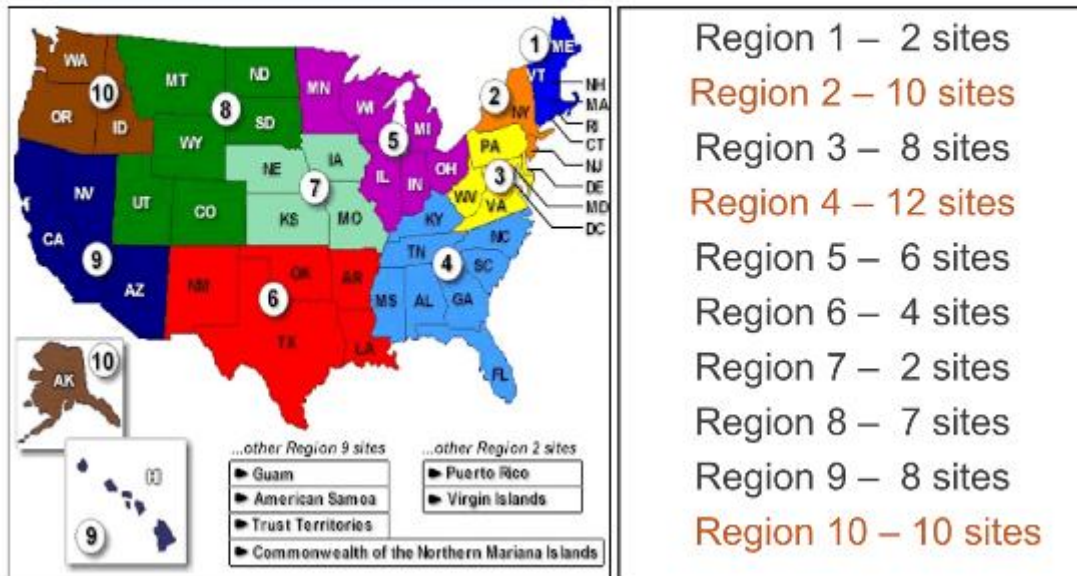 WA
MT
ND
MN
1
ME
VT
NH
10
8
WI
2
NY
MA
OR
ID
SD
MI
RI
WY
5
PA
CT
NJ
NE
IA
OH
3
DE
NV
7
IL
IN
WV
MD
UT
CO
VA
DC
CA
KS
MO
KY
9
TN
4
NC
AZ
NM
OK
AR
SC
6
MS
AL
GA
TX
LA
FL
AK
10
9
...other Region 9 sites
Guam
American Samoa
Trust Territories
Commonwealth of the Northern Mariana Islands
...other Region 2 sites
Puerto Rico
Virgin Islands
Region 1 – 2 sites
Region 2 – 10 sites
Region 3 – 8 sites
Region 4 – 12 sites
Region 5 – 6 sites
Region 6 – 4 sites
Region 7 – 2 sites
Region 8 – 7 sites
Region 9 – 8 sites
Region 10 – 10 sites